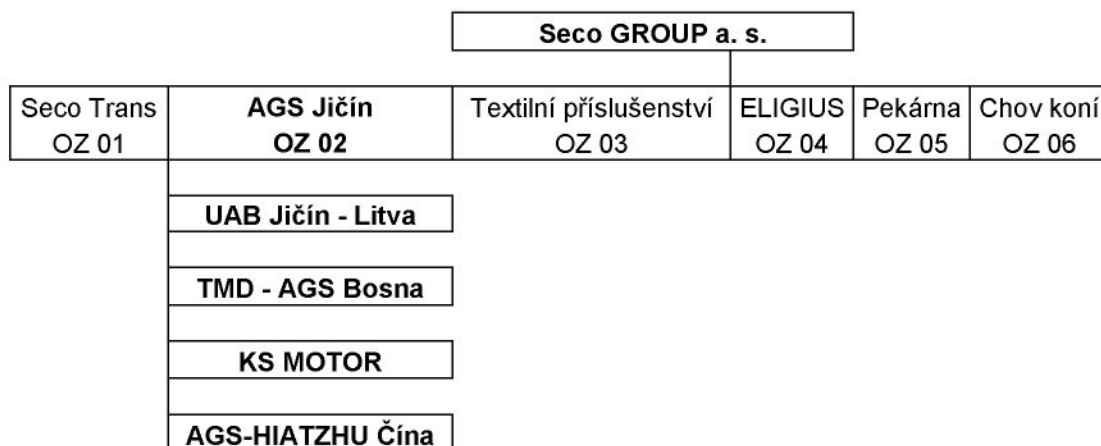 Seco GROUP a. s.
Seco Trans
OZ 01
AGS Jičín
OZ 02
Textilní příslušenství
OZ 03
ELIGIUS
OZ 04
Pekárna
OZ 05
Chov koní
OZ 06
UAB Jičín - Litva
TMD - AGS Bosna
KS MOTOR
AGS-HIATZHU Čína